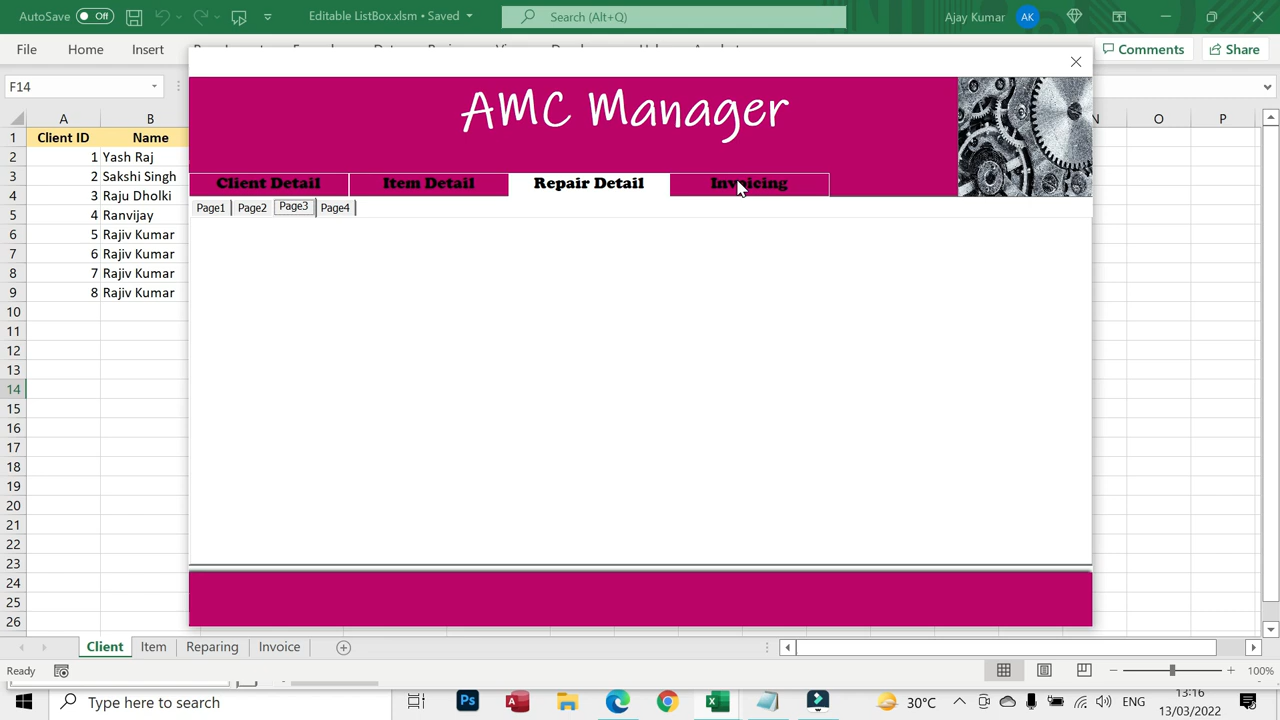 AutoSave Off Editable ListBox.xlsm • Saved Search (Alt+Q) Ajay Kumar AK
File Home Insert Comments Share
F14
AMC Manager
Client Detail Item Detail Repair Detail Invoicing
Page1 Page2 Page3 Page4
A B N O P
1 Client ID Name
2 1 Yash Raj
3 2 Sakshi Singh
4 3 Raju Dholki
5 4 Ranvijay
6 5 Rajiv Kumar
7 6 Rajiv Kumar
8 7 Rajiv Kumar
9 8 Rajiv Kumar
10
11
12
13
14
15
16
17
18
19
20
21
22
23
24
25
26
Client Item Reparing Invoice
Ready 100%
Type here to search Ps 30°C ENG 13:16
13/03/2022